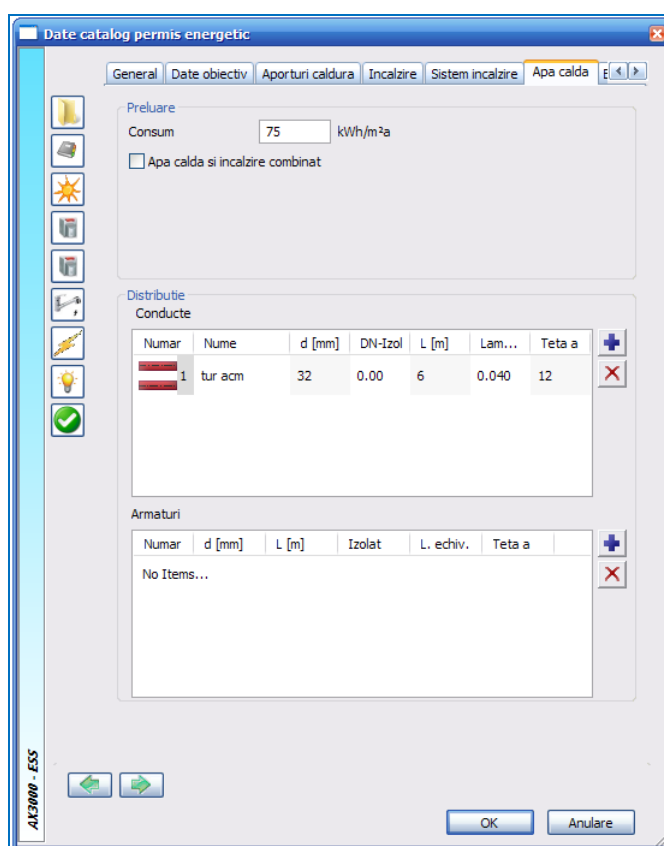 Date catalog permis energetic
General Date obiectiv Aporturi caldura Incalzire Sistem incalzire Apa calda E
Preluare
Consum 75 kWh/m²a
Apa calda si incalzire combinat
Distributie
Conducte
Numar Nume d [mm] DN-Izol L [m] Lam... Teta a
1 tur acm 32 0.00 6 0.040 12
Armaturi
Numar d [mm] L [m] Izolat L. echiv. Teta a
No Items...
AX3000 - ESS
OK Anulare